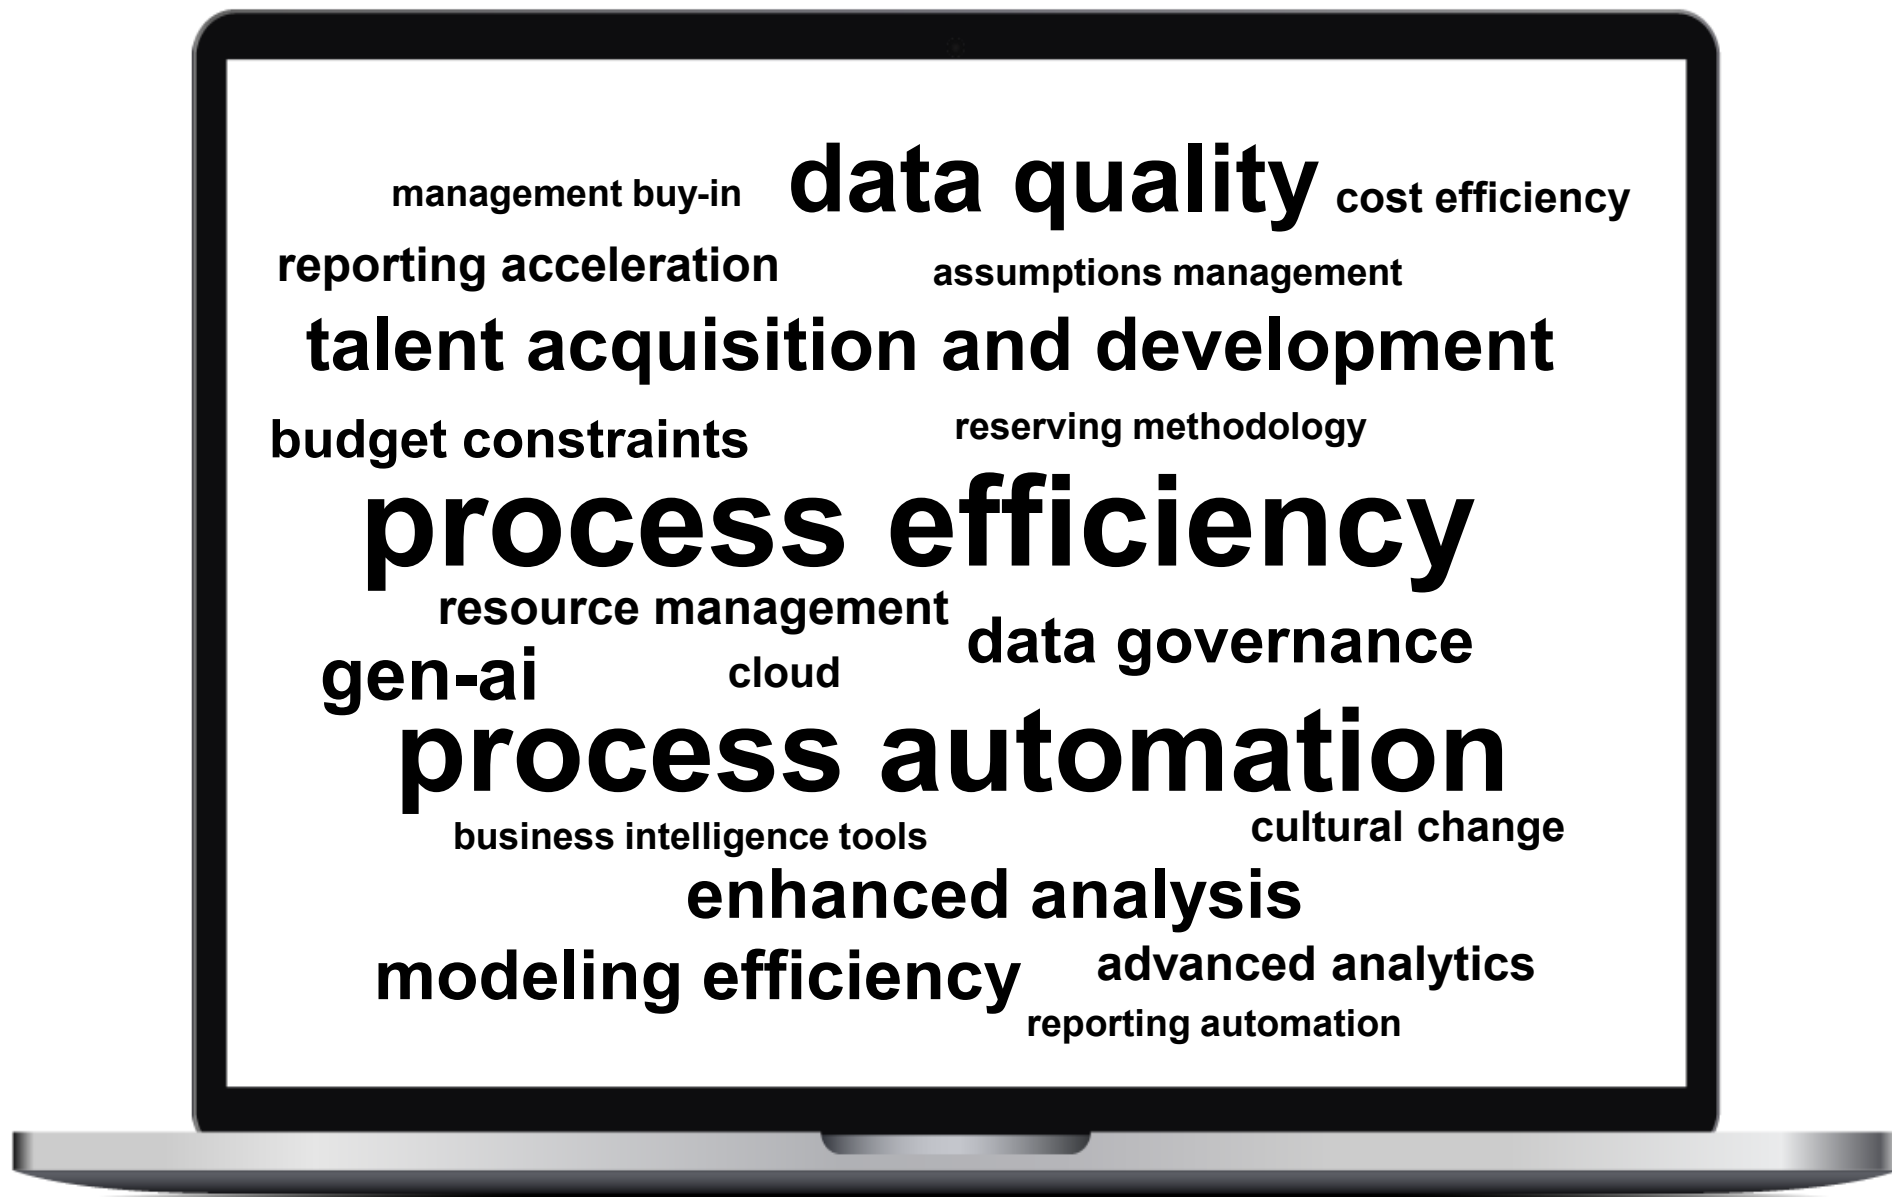 management buy-in
data quality
cost efficiency
reporting acceleration
assumptions management
talent acquisition and development
budget constraints
reserving methodology
process efficiency
resource management
data governance
gen-ai
cloud
process automation
business intelligence tools
cultural change
enhanced analysis
modeling efficiency
advanced analytics
reporting automation